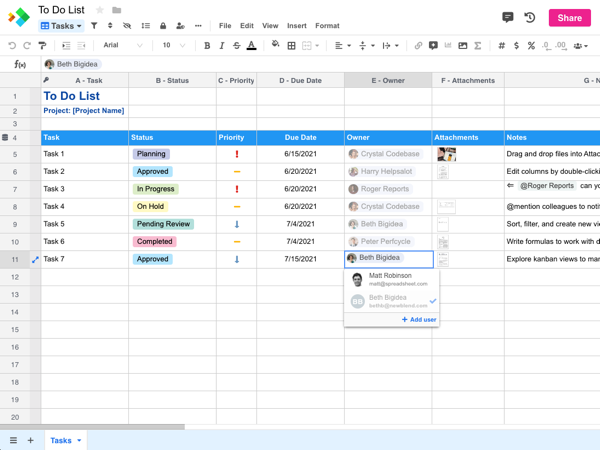 To Do List
Tasks
File Edit View Insert Format
Share
Arial 10 B I S A $ % .0 .00
f(x) Beth Bigidea
A - Task B - Status C - Priority D - Due Date E - Owner F - Attachments G - N
1 To Do List
2 Project: [Project Name]
3
4 Task Status Priority Due Date Owner Attachments Notes
5 Task 1 Planning ! 6/15/2021 Crystal Codebase Drag and drop files into Attac
6 Task 2 Approved 6/20/2021 Harry Helpsalot Edit columns by double-clicki
7 Task 3 In Progress ! 6/20/2021 Roger Reports ⇐ @Roger Reports can yo
8 Task 4 On Hold 6/20/2021 Crystal Codebase @mention colleagues to notif
9 Task 5 Pending Review 7/4/2021 Beth Bigidea Sort, filter, and create new vie
10 Task 6 Completed 7/4/2021 Peter Perfcycle Write formulas to work with d
11 Task 7 Approved 7/15/2021 Beth Bigidea Explore kanban views to mar
12
Matt Robinson
matt@spreadsheet.com
13
BB Beth Bigidea
bethb@newbland.com
14
+ Add user
15
16
17
18
19
20
Tasks